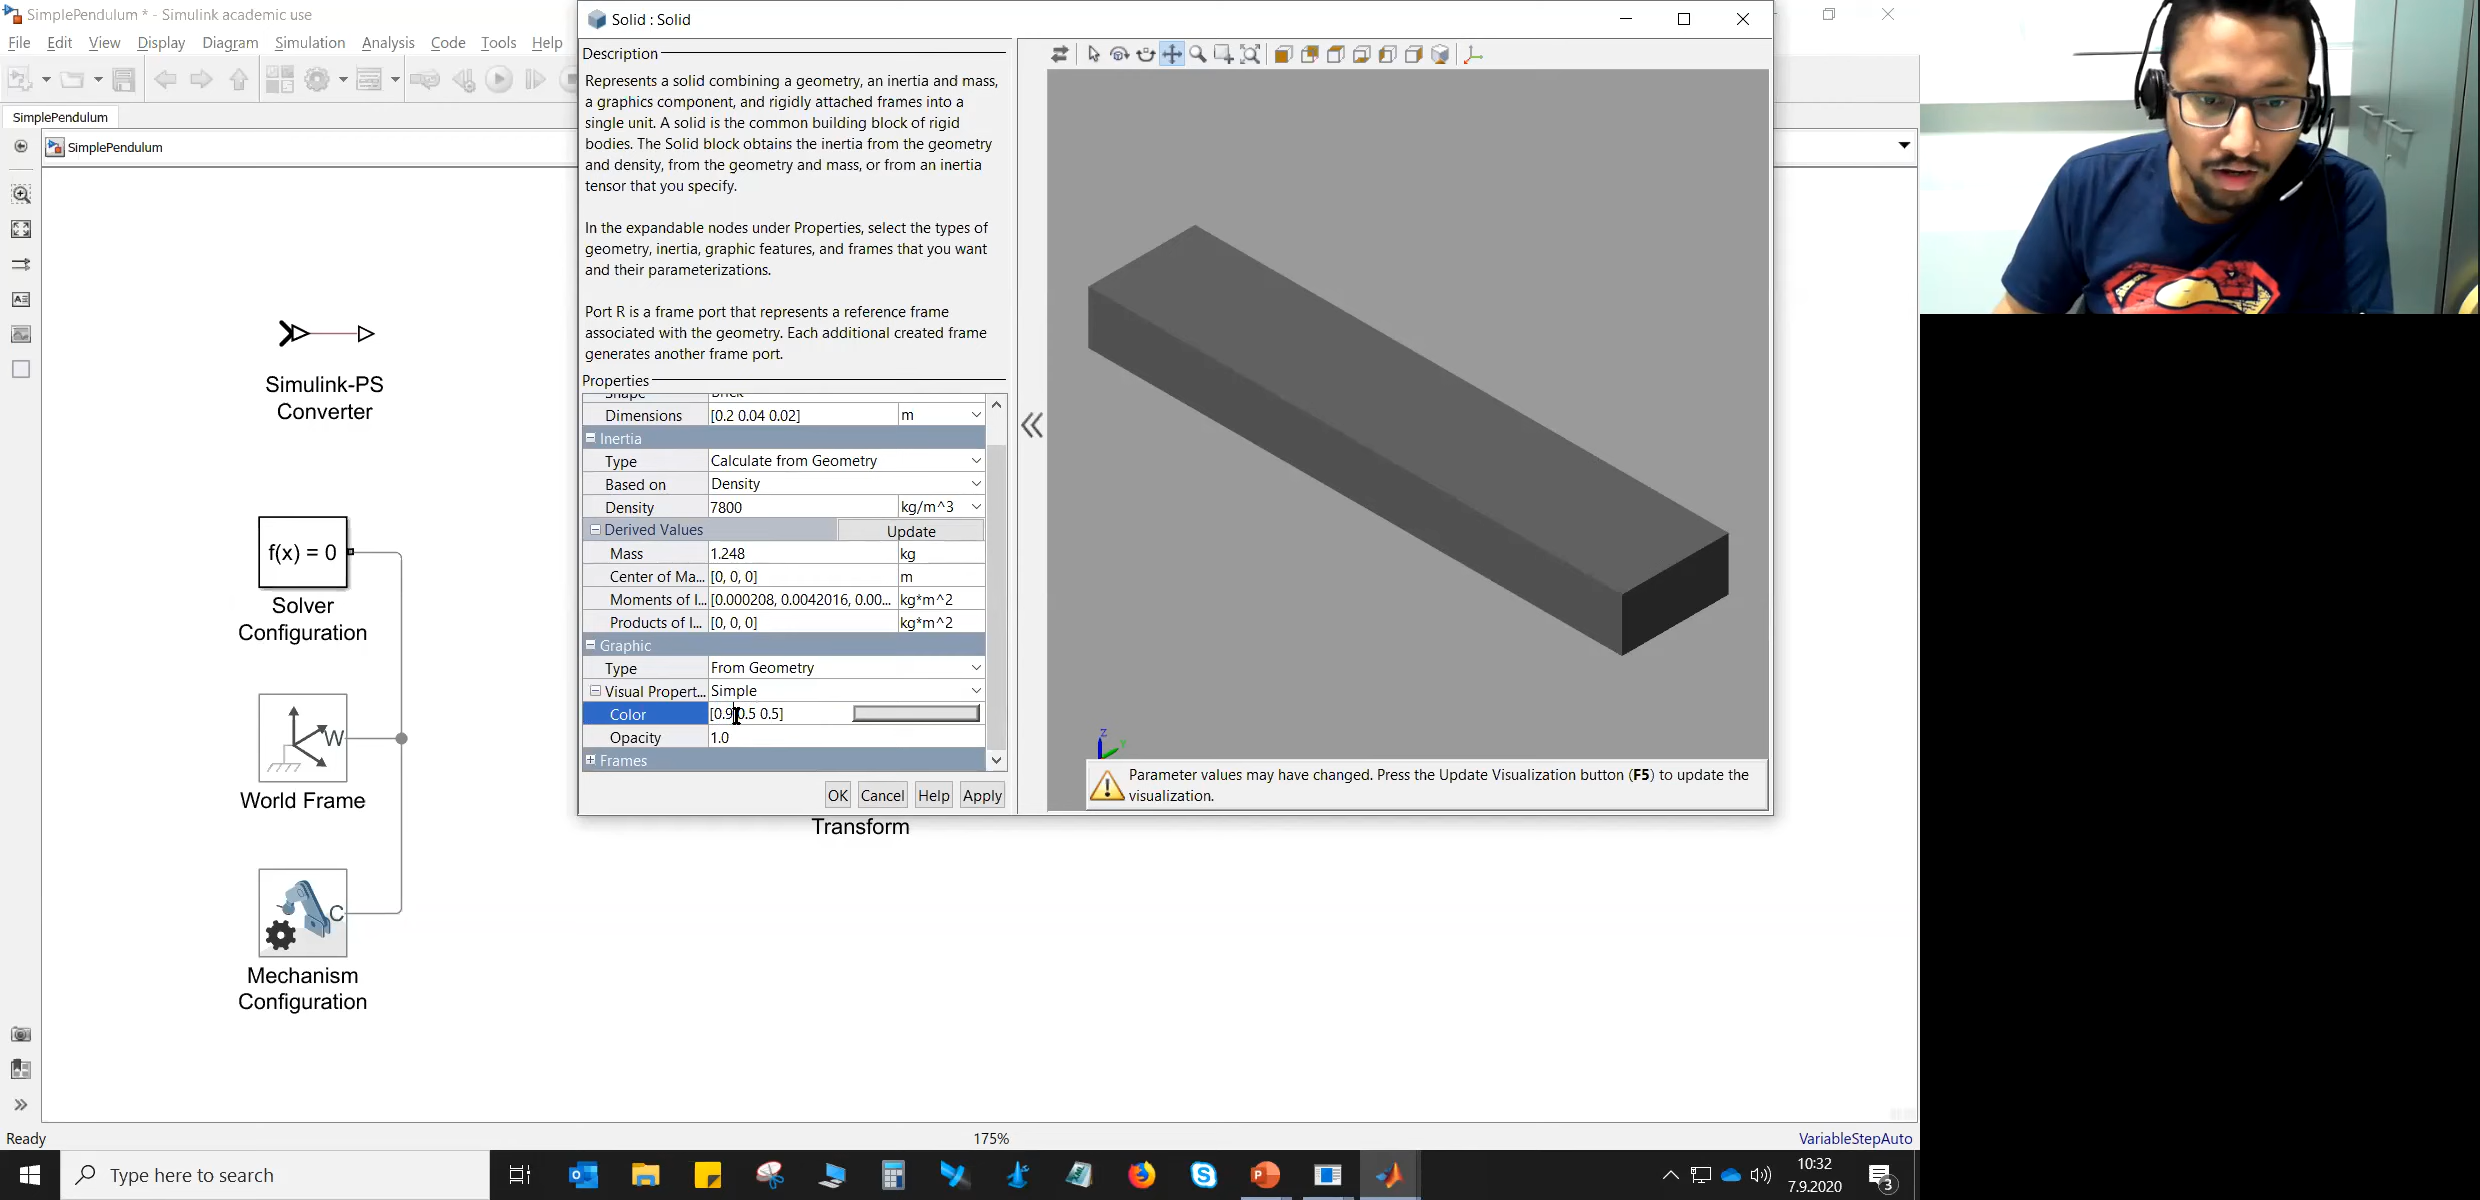 SimplePendulum * - Simulink academic use
File Edit View Display Diagram Simulation Analysis Code Tools Help
SimplePendulum
SimplePendulum
Simulink-PS
Converter
f(x) = 0
Solver
Configuration
W
World Frame
C
Mechanism
Configuration
Transform
Solid : Solid
Description
Represents a solid combining a geometry, an inertia and mass,
a graphics component, and rigidly attached frames into a
single unit. A solid is the common building block of rigid
bodies. The Solid block obtains the inertia from the geometry
and density, from the geometry and mass, or from an inertia
tensor that you specify.
In the expandable nodes under Properties, select the types of
geometry, inertia, graphic features, and frames that you want
and their parameterizations.
Port R is a frame port that represents a reference frame
associated with the geometry. Each additional created frame
generates another frame port.
Properties
Shape Brick
Dimensions [0.2 0.04 0.02] m
Inertia
Type Calculate from Geometry
Based on Density
Density 7800 kg/m^3
Derived Values Update
Mass 1.248 kg
Center of Ma... [0, 0, 0] m
Moments of I... [0.000208, 0.0042016, 0.00... kg*m^2
Products of I... [0, 0, 0] kg*m^2
Graphic
Type From Geometry
Visual Propert... Simple
Color [0.9 0.5 0.5]
Opacity 1.0
Frames
OK Cancel Help Apply
Z
Y
Parameter values may have changed. Press the Update Visualization button (F5) to update the
visualization.
Ready 175% VariableStepAuto
Type here to search
10:32
7.9.2020
3